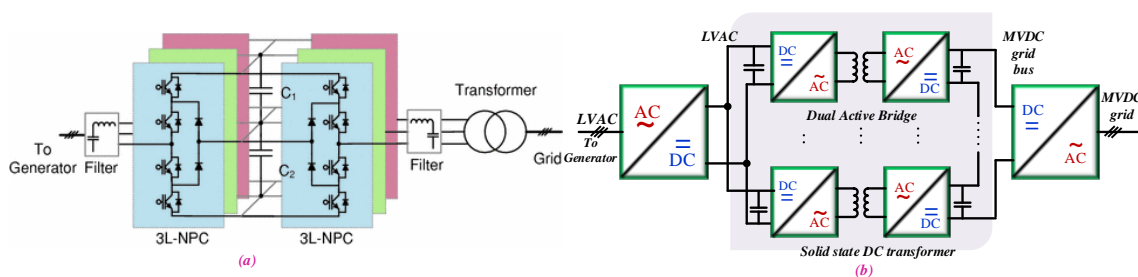 C1
C2
To
Generator
Filter
3L-NPC
3L-NPC
Filter
Transformer
Grid
(a)
LVAC
To
Generator
AC
~
=
DC
LVAC
DC
=
~
AC
AC
~
=
DC
Dual Active Bridge
DC
=
~
AC
AC
~
=
DC
Solid state DC transformer
MVDC
grid
bus
DC
=
~
AC
MVDC
grid
(b)